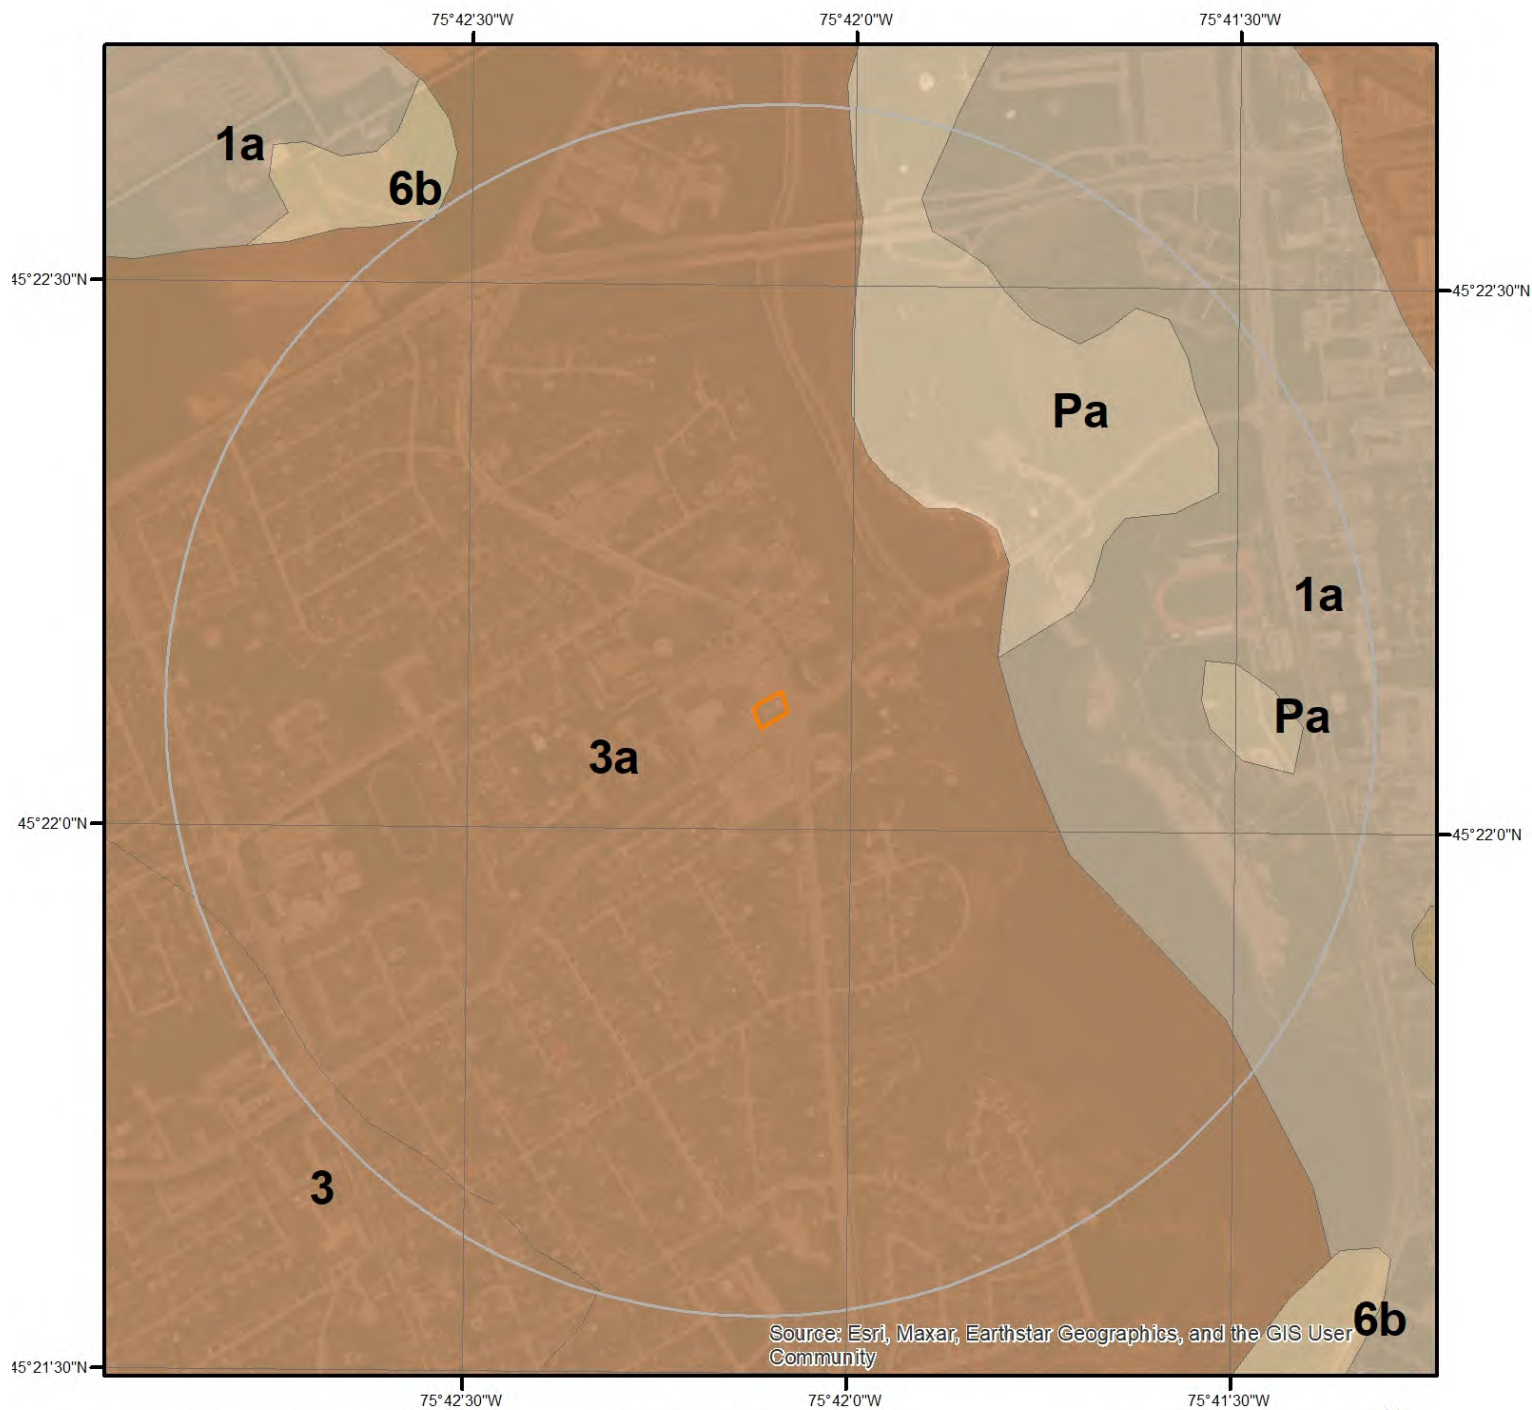 75°42'30"W 75°42'0"W 75°41'30"W
1a
6b
45°22'30"N 45°22'30"N
Pa
1a
Pa
3a
45°22'0"N 45°22'0"N
3
6b
Source: Esri, Maxar, Earthstar Geographics, and the GIS User
Community
45°21'30"N
75°42'30"W 75°42'0"W 75°41'30"W